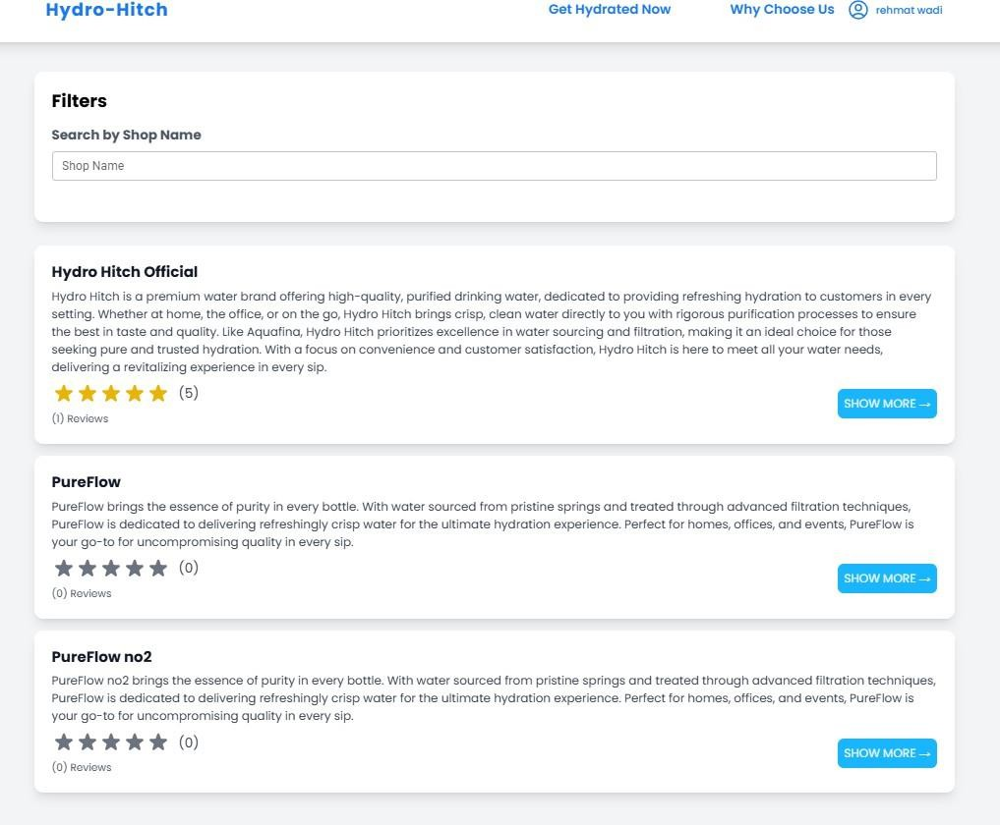 Hydro-Hitch
Get Hydrated Now
Why Choose Us
rehmat wadi
Filters
Search by Shop Name
Shop Name
Hydro Hitch Official
Hydro Hitch is a premium water brand offering high-quality, purified drinking water, dedicated to providing refreshing hydration to customers in every
setting. Whether at home, the office, or on the go, Hydro Hitch brings crisp, clean water directly to you with rigorous purification processes to ensure
the best in taste and quality. Like Aquafina, Hydro Hitch prioritizes excellence in water sourcing and filtration, making it an ideal choice for those
seeking pure and trusted hydration. With a focus on convenience and customer satisfaction, Hydro Hitch is here to meet all your water needs,
delivering a revitalizing experience in every sip.
(5)
(1) Reviews
SHOW MORE →
PureFlow
PureFlow brings the essence of purity in every bottle. With water sourced from pristine springs and treated through advanced filtration techniques,
PureFlow is dedicated to delivering refreshingly crisp water for the ultimate hydration experience. Perfect for homes, offices, and events, PureFlow is
your go-to for uncompromising quality in every sip.
(0)
(0) Reviews
SHOW MORE →
PureFlow no2
PureFlow no2 brings the essence of purity in every bottle. With water sourced from pristine springs and treated through advanced filtration techniques,
PureFlow is dedicated to delivering refreshingly crisp water for the ultimate hydration experience. Perfect for homes, offices, and events, PureFlow is
your go-to for uncompromising quality in every sip.
(0)
(0) Reviews
SHOW MORE →